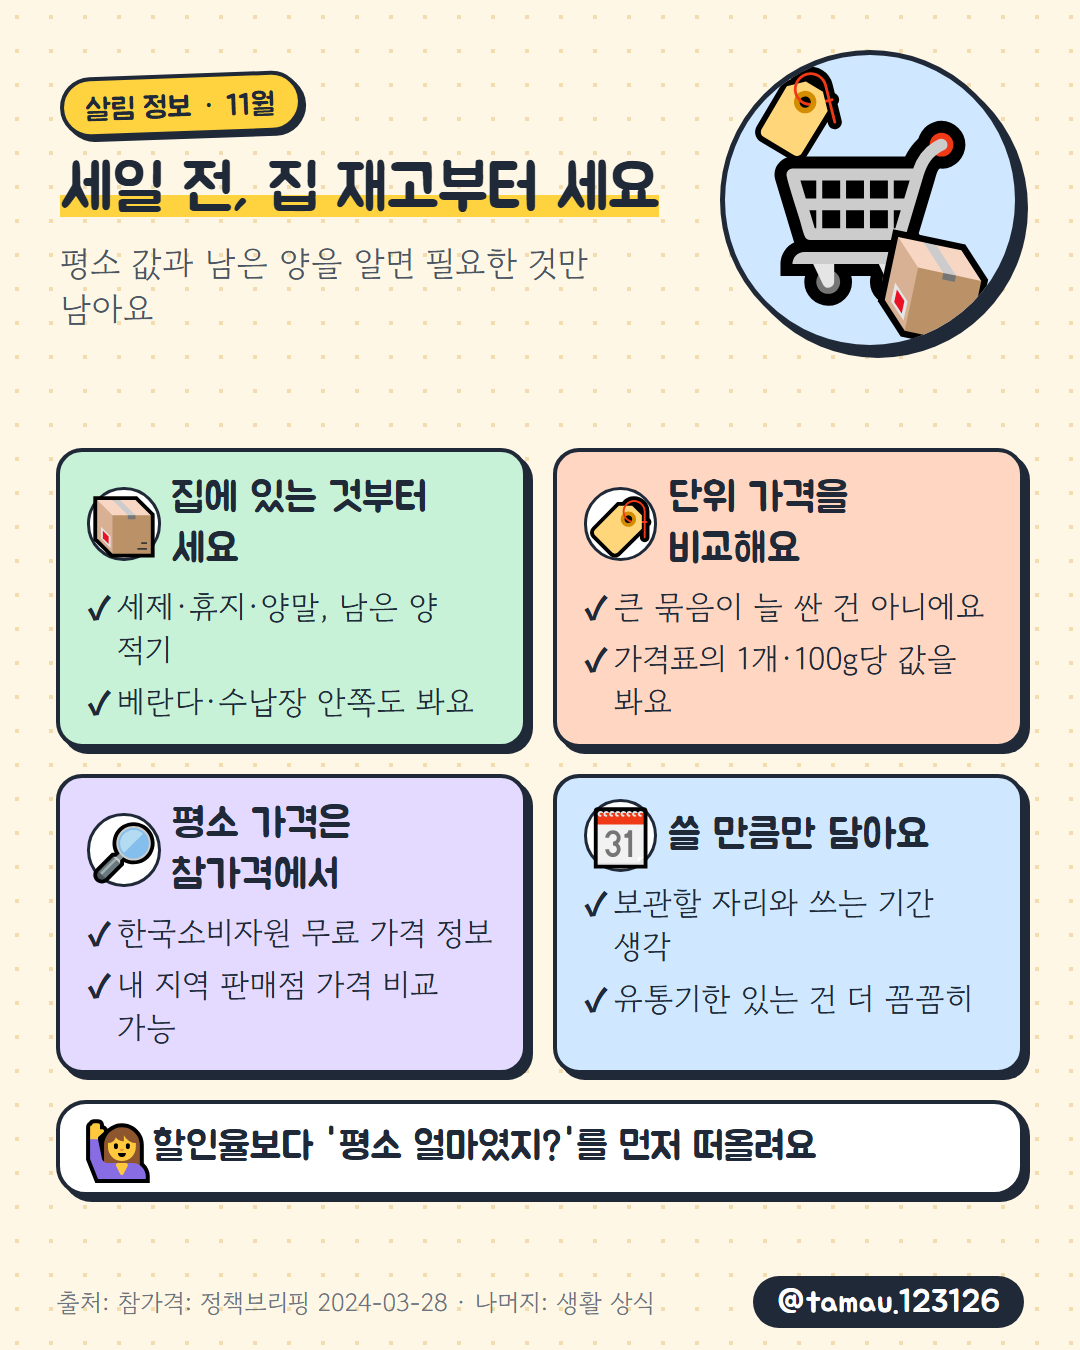 살림 정보 · 11월
세일 전, 집 재고부터 세요
평소 값과 남은 양을 알면 필요한 것만
남아요
집에 있는 것부터
세요
✓ 세제·휴지·양말, 남은 양
적기
✓ 베란다·수납장 안쪽도 봐요
단위 가격을
비교해요
✓ 큰 묶음이 늘 싼 건 아니에요
✓ 가격표의 1개·100g당 값을
봐요
평소 가격은
참가격에서
✓ 한국소비자원 무료 가격 정보
✓ 내 지역 판매점 가격 비교
가능
31
쓸 만큼만 담아요
✓ 보관할 자리와 쓰는 기간
생각
✓ 유통기한 있는 건 더 꼼꼼히
할인율보다 '평소 얼마였지?'를 먼저 떠올려요
출처: 참가격: 정책브리핑 2024-03-28 · 나머지: 생활 상식
@tamau.123126